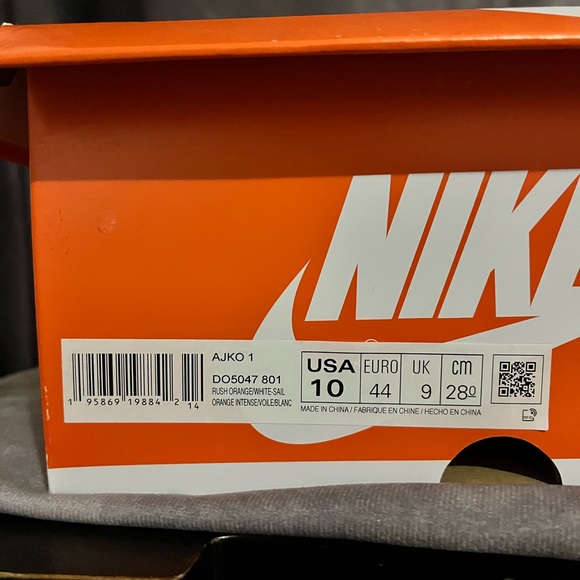 NIKE
®
AJKO 1
DO5047 801
RUSH ORANGE/WHITE-SAIL
ORANGE INTENSE/VOILE/BLANC
1 95869 19884 2 14
USA EURO UK cm
10 44 9 28.0
MADE IN CHINA / FABRIQUE EN CHINE / HECHO EN CHINA